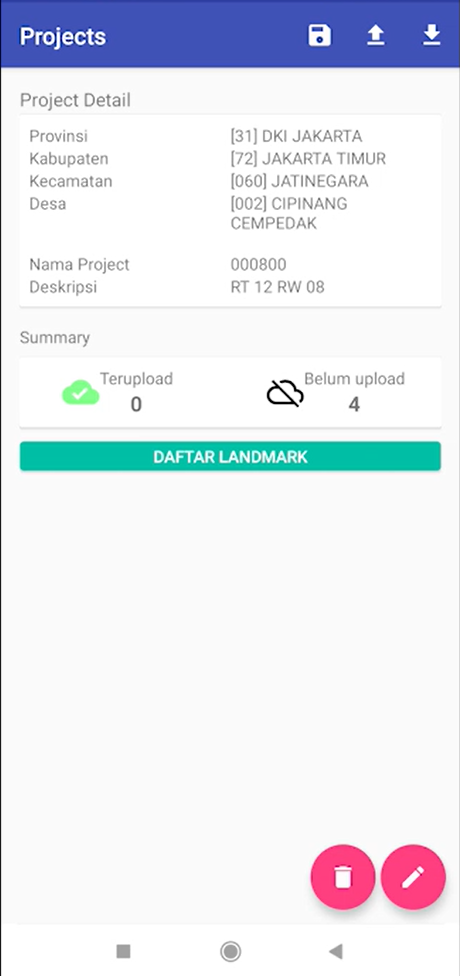 Projects
Project Detail
Provinsi [31] DKI JAKARTA
Kabupaten [72] JAKARTA TIMUR
Kecamatan [060] JATINEGARA
Desa [002] CIPINANG
CEMPEDAK
Nama Project 000800
Deskripsi RT 12 RW 08
Summary
Terupload Belum upload
0 4
DAFTAR LANDMARK